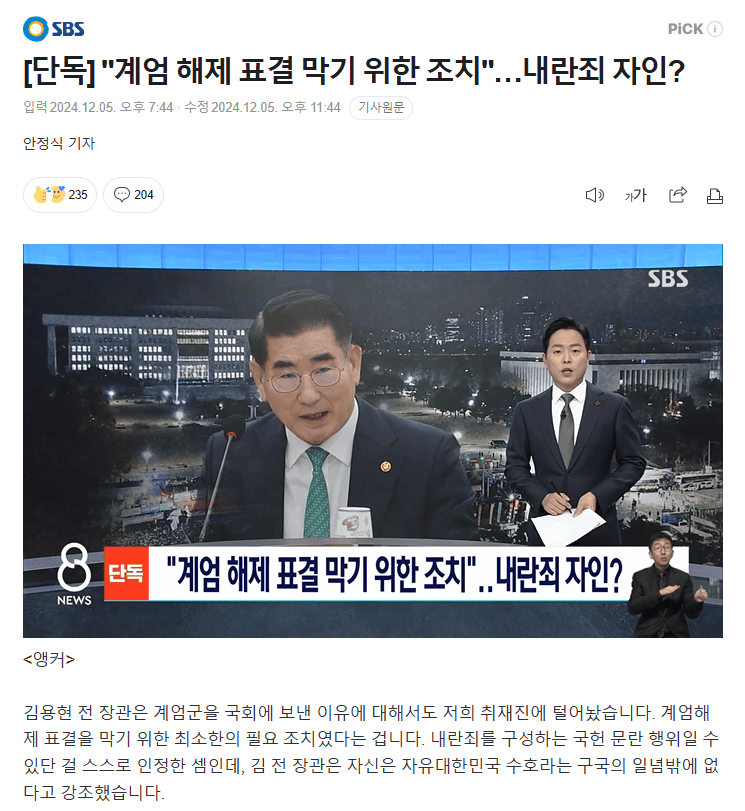 SBS
PiCK
[단독] "계엄 해제 표결 막기 위한 조치"…내란죄 자인?
입력 2024.12.05. 오후 7:44 · 수정 2024.12.05. 오후 11:44 기사원문
안정식 기자
235 204
가가
SBS
8 NEWS
단독 "계엄 해제 표결 막기 위한 조치"‥내란죄 자인?
<앵커>
김용현 전 장관은 계엄군을 국회에 보낸 이유에 대해서도 저희 취재진에 털어놨습니다. 계엄해
제 표결을 막기 위한 최소한의 필요 조치였다는 겁니다. 내란죄를 구성하는 국헌 문란 행위일 수
있단 걸 스스로 인정한 셈인데, 김 전 장관은 자신은 자유대한민국 수호라는 구국의 일념밖에 없
다고 강조했습니다.